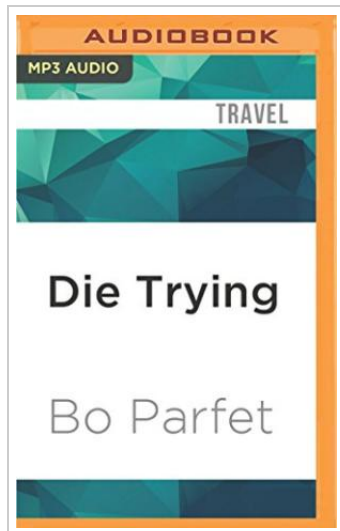 AUDIOBOOK
MP3 AUDIO
TRAVEL
Die Trying
Bo Parfet